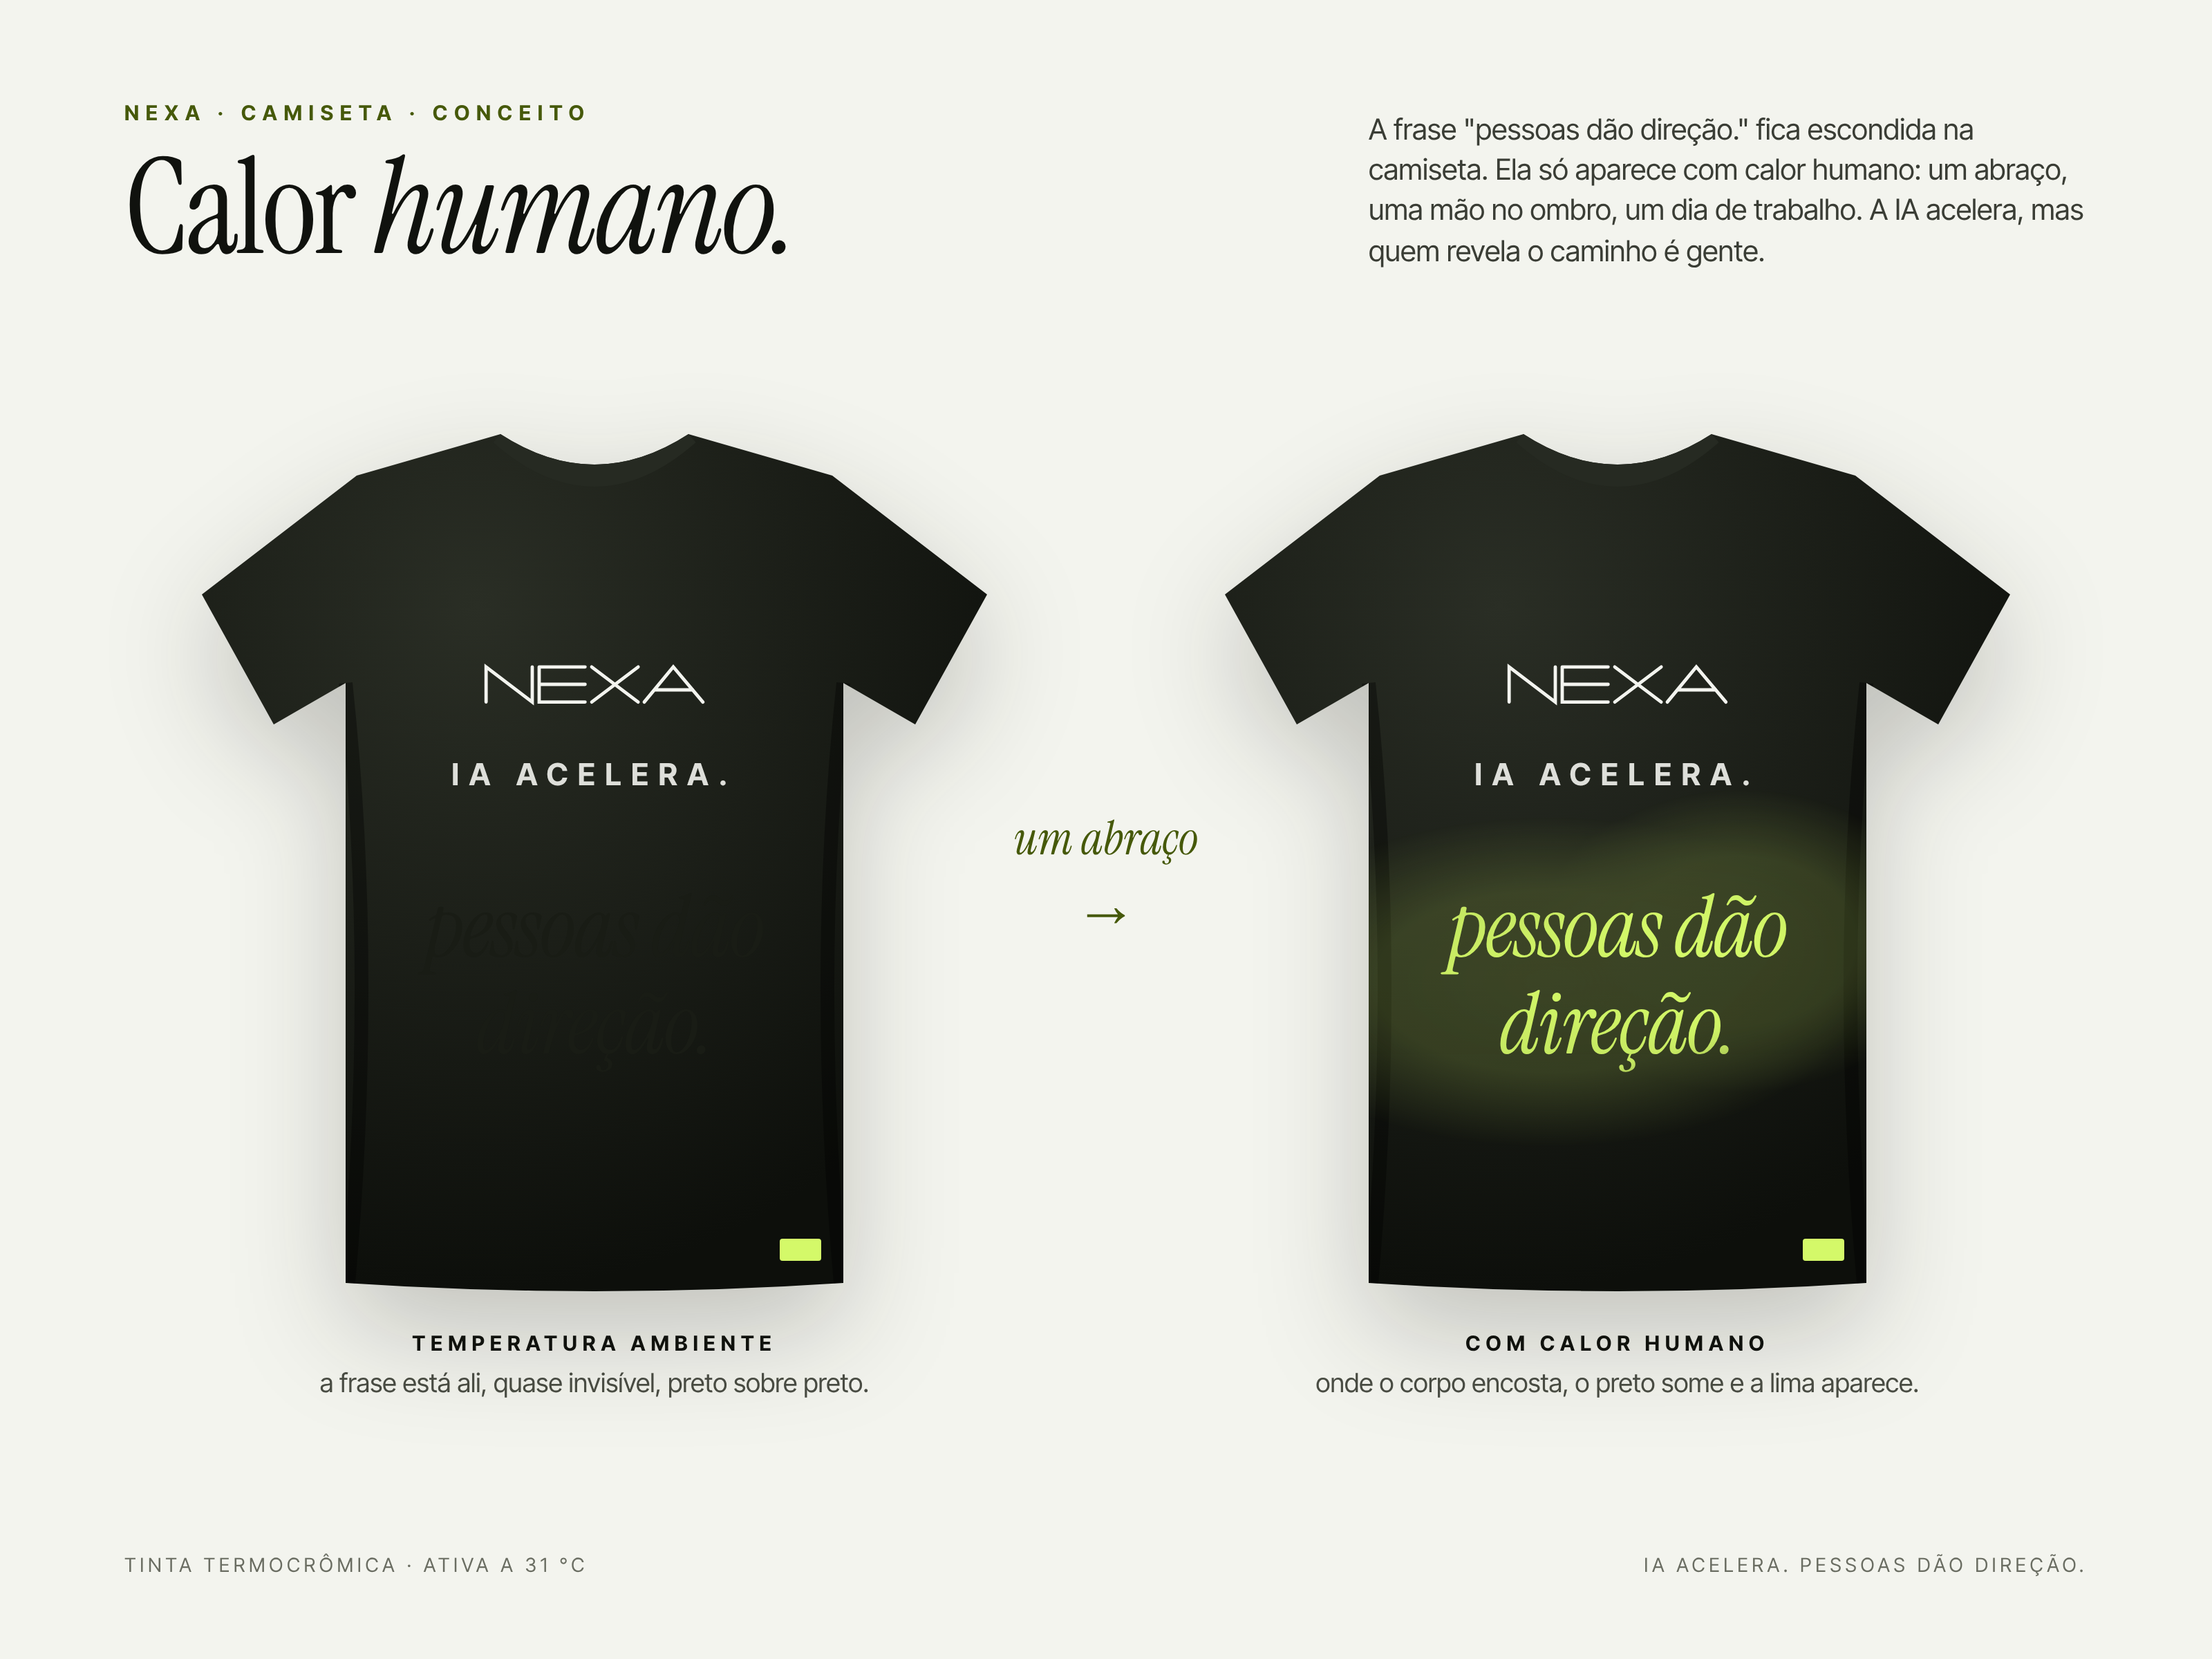 NEXA · CAMISETA · CONCEITO
Calor humano.
A frase "pessoas dão direção." fica escondida na
camiseta. Ela só aparece com calor humano: um abraço,
uma mão no ombro, um dia de trabalho. A IA acelera, mas
quem revela o caminho é gente.
NEXA
IA ACELERA.
pessoas dão
direção.
TEMPERATURA AMBIENTE
a frase está ali, quase invisível, preto sobre preto.
um abraço
→
NEXA
IA ACELERA.
pessoas dão
direção.
COM CALOR HUMANO
onde o corpo encosta, o preto some e a lima aparece.
TINTA TERMOCRÔMICA · ATIVA A 31 °C
IA ACELERA. PESSOAS DÃO DIREÇÃO.